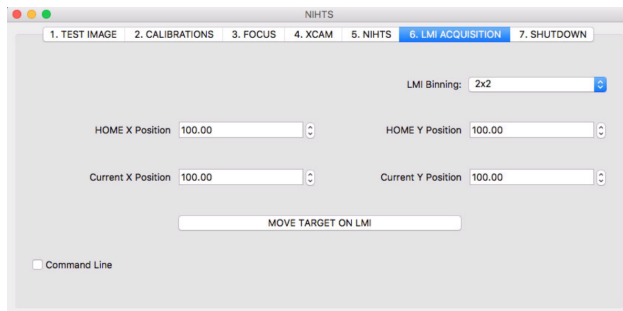 NIHTS
1. TEST IMAGE 2. CALIBRATIONS 3. FOCUS 4. XCAM 5. NIHTS 6. LMI ACQUISITION 7. SHUTDOWN
LMI Binning: 2x2
HOME X Position 100.00 HOME Y Position 100.00
Current X Position 100.00 Current Y Position 100.00
MOVE TARGET ON LMI
Command Line